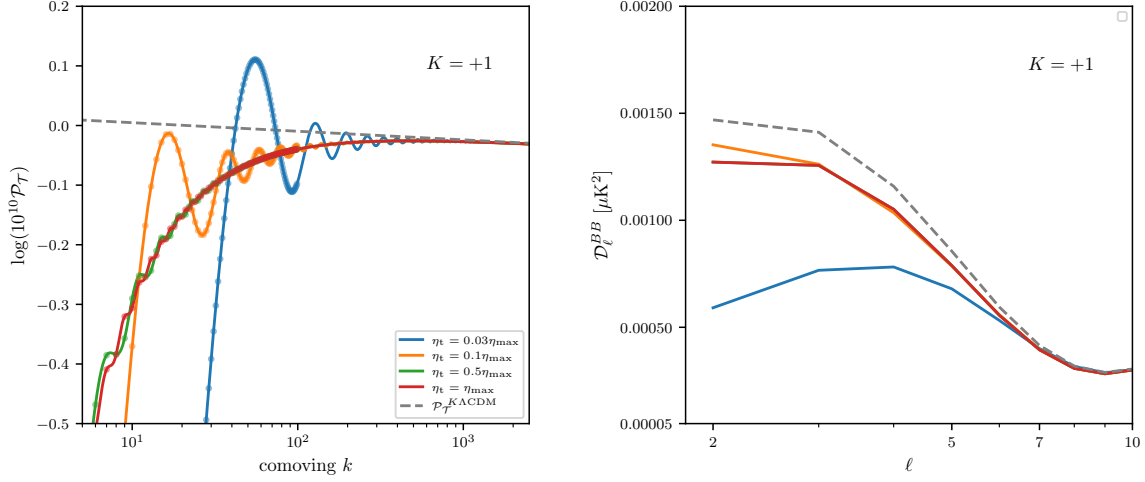 0.2
0.1
0.0
−0.1
−0.2
−0.3
−0.4
−0.5
log(10¹⁰𝒫_𝒯)
K = +1
η_t = 0.03η_max
η_t = 0.1η_max
η_t = 0.5η_max
η_t = η_max
𝒫_𝒯^KΛCDM
10¹
10²
10³
comoving k
0.00200
0.00150
0.00100
0.00050
0.00005
𝒟_ℓ^BB [μK²]
K = +1
2
5
7
10
ℓ